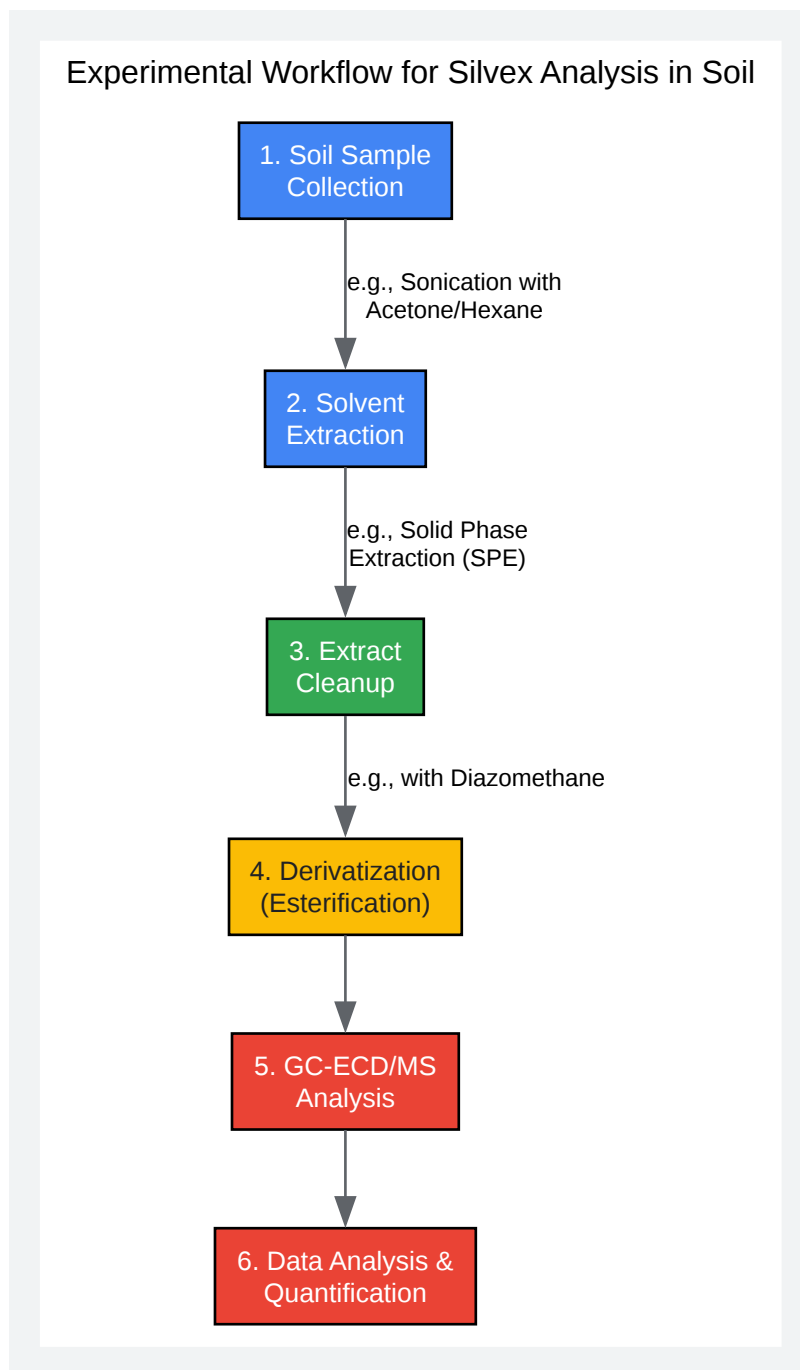 Experimental Workflow for Silvex Analysis in Soil
1. Soil Sample
Collection
e.g., Sonication with
Acetone/Hexane
2. Solvent
Extraction
e.g., Solid Phase
Extraction (SPE)
3. Extract
Cleanup
e.g., with Diazomethane
4. Derivatization
(Esterification)
5. GC-ECD/MS
Analysis
6. Data Analysis &
Quantification